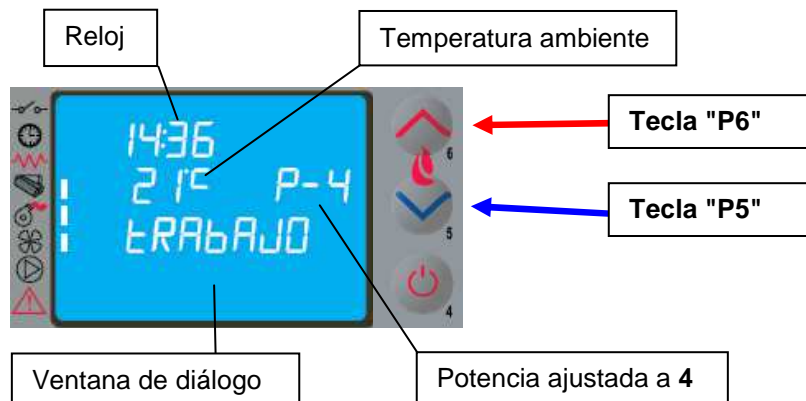 Reloj
Temperatura ambiente
14:36
21°C P-4
tRAbAJO
6
5
4
Tecla "P6"
Tecla "P5"
Ventana de diálogo
Potencia ajustada a 4